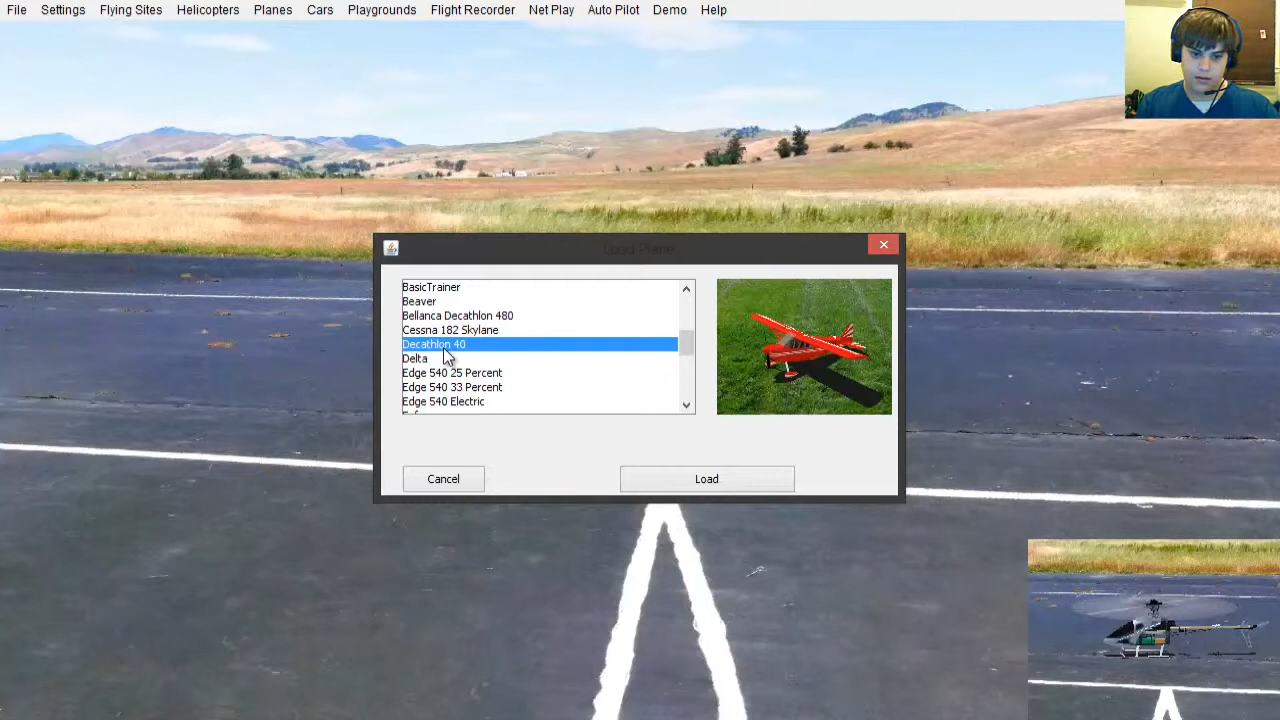 File Settings Flying Sites Helicopters Planes Cars Playgrounds Flight Recorder Net Play Auto Pilot Demo Help
Load Plane
BasicTrainer
Beaver
Bellanca Decathlon 480
Cessna 182 Skylane
Decathlon 40
Delta
Edge 540 25 Percent
Edge 540 33 Percent
Edge 540 Electric
Cancel Load